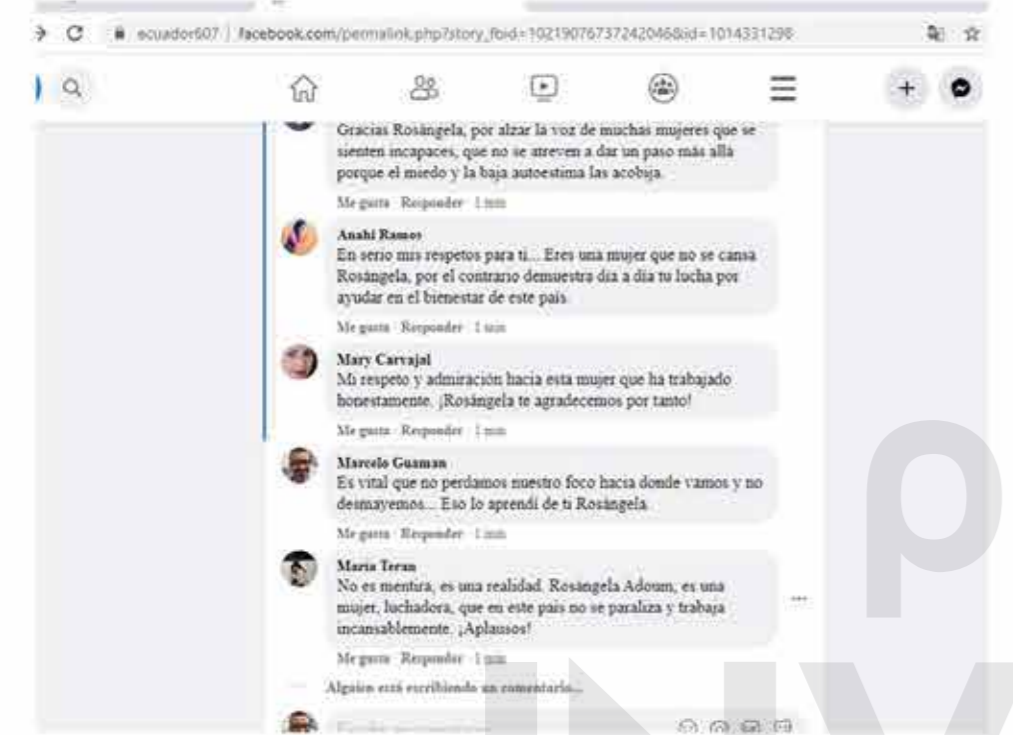 ecuador607 | facebook.com/permalink.php?story_fbid=10219076737242046&id=1014331298
Gracias Rosángela, por alzar la voz de muchas mujeres que se
sienten incapaces, que no se atreven a dar un paso más allá
porque el miedo y la baja autoestima las acobija.
Me gusta · Responder · 1 min
Anahí Ramos
En serio mis respetos para ti... Eres una mujer que no se cansa
Rosángela, por el contrario demuestra día a día tu lucha por
ayudar en el bienestar de este país.
Me gusta · Responder · 1 min
Mary Carvajal
Mi respeto y admiración hacia esta mujer que ha trabajado
honestamente. ¡Rosángela te agradecemos por tanto!
Me gusta · Responder · 1 min
Marcelo Guaman
Es vital que no perdamos nuestro foco hacia donde vamos y no
desmayemos... Eso lo aprendí de ti Rosángela.
Me gusta · Responder · 1 min
María Teran
No es mentira, es una realidad. Rosángela Adoum, es una
mujer, luchadora, que en este país no se paraliza y trabaja
incansablemente. ¡Aplausos!
Me gusta · Responder · 1 min
Alguien está escribiendo un comentario...